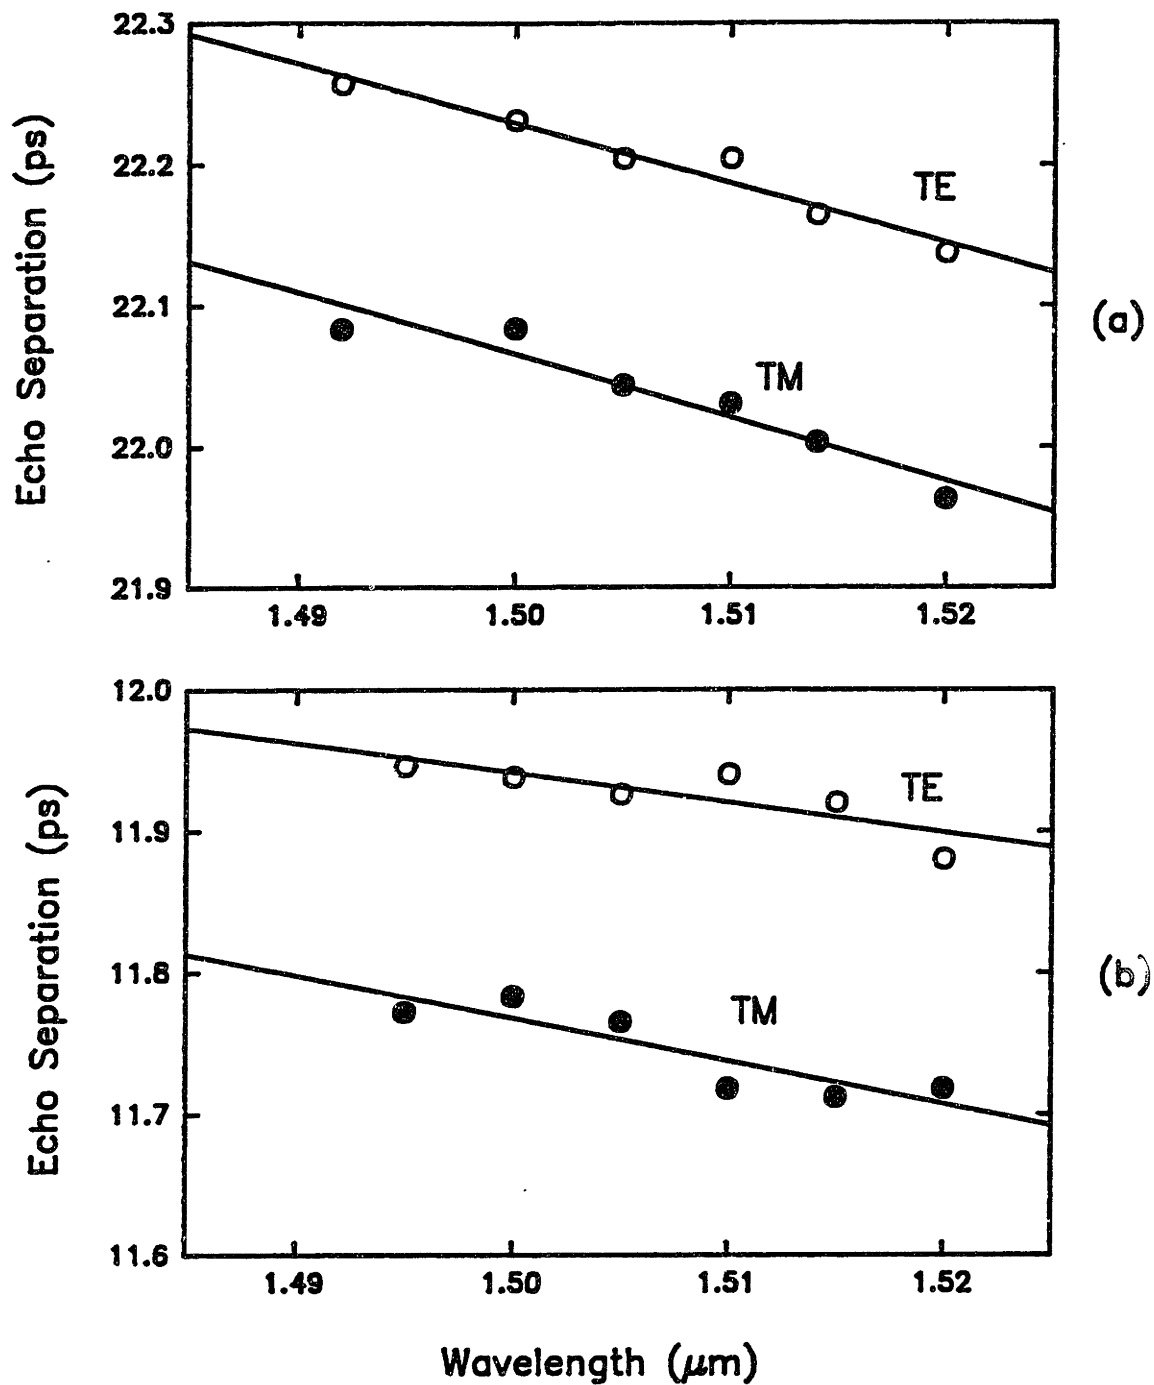 22.3
22.2
22.1
22.0
21.9
Echo Separation (ps)
TE
TM
(a)
1.49 1.50 1.51 1.52
12.0
11.9
11.8
11.7
11.6
Echo Separation (ps)
TE
TM
(b)
1.49 1.50 1.51 1.52
Wavelength (μm)